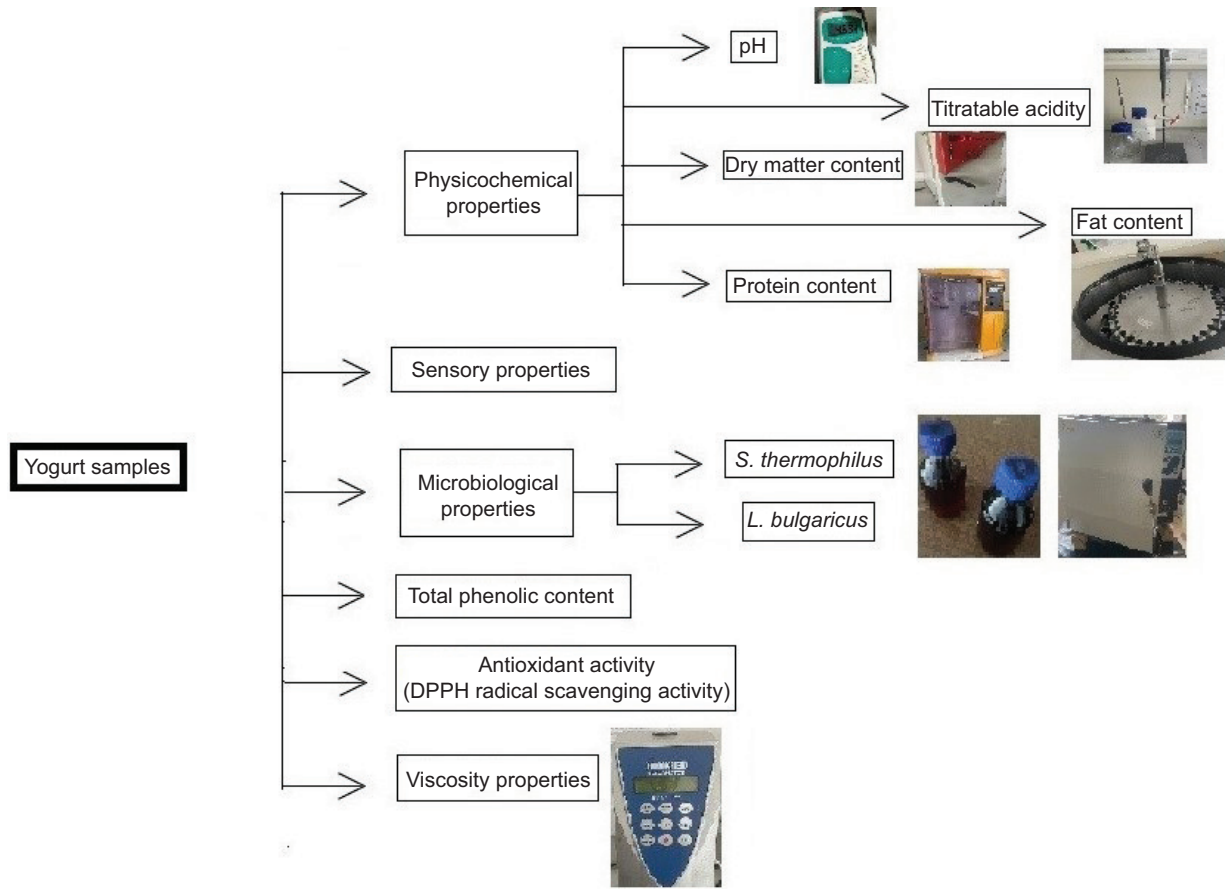 pH
Titratable acidity
Dry matter content
Physicochemical
properties
Fat content
Protein content
Sensory properties
Yogurt samples
Microbiological
properties
S. thermophilus
L. bulgaricus
Total phenolic content
Antioxidant activity
(DPPH radical scavenging activity)
Viscosity properties